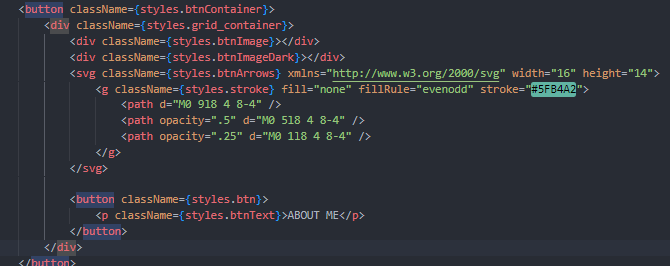 <button className={styles.btnContainer}>
<div className={styles.grid_container}>
<div className={styles.btnImage}></div>
<div className={styles.btnImageDark}></div>
<svg className={styles.btnArrows} xmlns="http://www.w3.org/2000/svg" width="16" height="14">
<g className={styles.stroke} fill="none" fillRule="evenodd" stroke="#5FB4A2">
<path d="M0 9l8 4 8-4" />
<path opacity=".5" d="M0 5l8 4 8-4" />
<path opacity=".25" d="M0 1l8 4 8-4" />
</g>
</svg>
<button className={styles.btn}>
<p className={styles.btnText}>ABOUT ME</p>
</button>
</div>
</button>